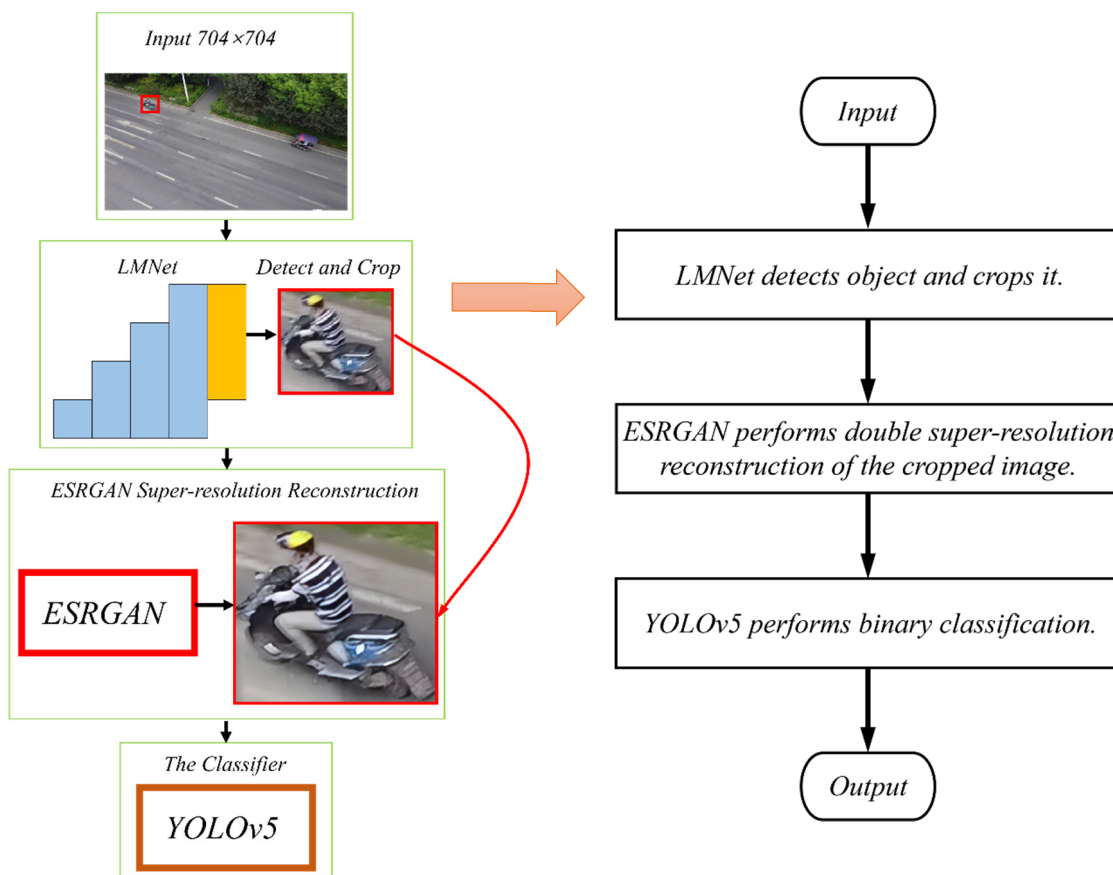 Input 704×704
LMNet
Detect and Crop
ESRGAN Super-resolution Reconstruction
ESRGAN
The Classifier
YOLOv5
Input
LMNet detects object and crops it.
ESRGAN performs double super-resolution
reconstruction of the cropped image.
YOLOv5 performs binary classification.
Output